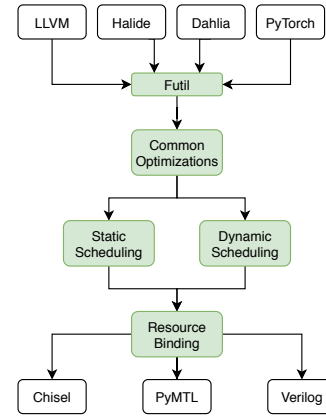 LLVM
Halide
Dahlia
PyTorch
Futil
Common
Optimizations
Static
Scheduling
Dynamic
Scheduling
Resource
Binding
Chisel
PyMTL
Verilog